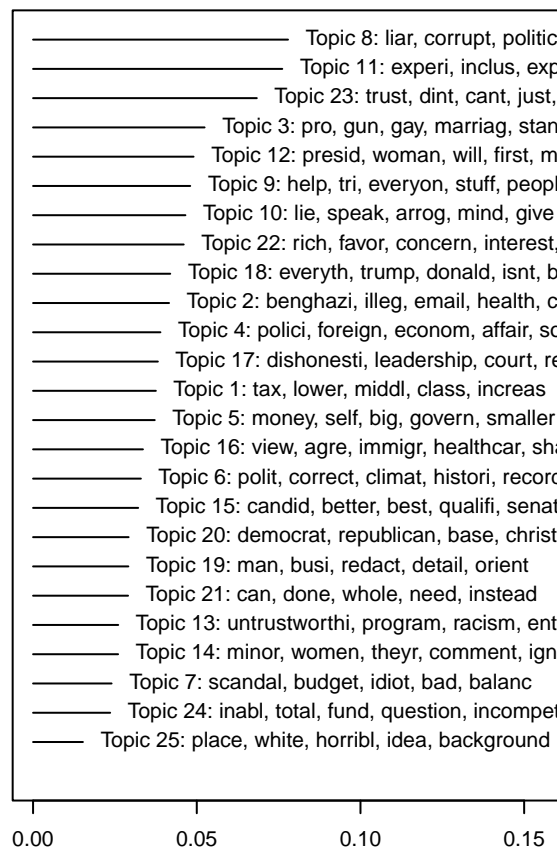 Topic 8: liar, corrupt, politic
Topic 11: experi, inclus, exp
Topic 23: trust, dint, cant, just,
Topic 3: pro, gun, gay, marriag, stan
Topic 12: presid, woman, will, first, m
Topic 9: help, tri, everyon, stuff, peopl
Topic 10: lie, speak, arrog, mind, give
Topic 22: rich, favor, concern, interest,
Topic 18: everyth, trump, donald, isnt, b
Topic 2: benghazi, illeg, email, health, c
Topic 4: polici, foreign, econom, affair, so
Topic 17: dishonesti, leadership, court, re
Topic 1: tax, lower, middl, class, increas
Topic 5: money, self, big, govern, smaller
Topic 16: view, agre, immigr, healthcar, sha
Topic 6: polit, correct, climat, histori, record
Topic 15: candid, better, best, qualifi, senat
Topic 20: democrat, republican, base, christ
Topic 19: man, busi, redact, detail, orient
Topic 21: can, done, whole, need, instead
Topic 13: untrustworthi, program, racism, ent
Topic 14: minor, women, theyr, comment, ign
Topic 7: scandal, budget, idiot, bad, balanc
Topic 24: inabl, total, fund, question, incompet
Topic 25: place, white, horribl, idea, background
0.00 0.05 0.10 0.15